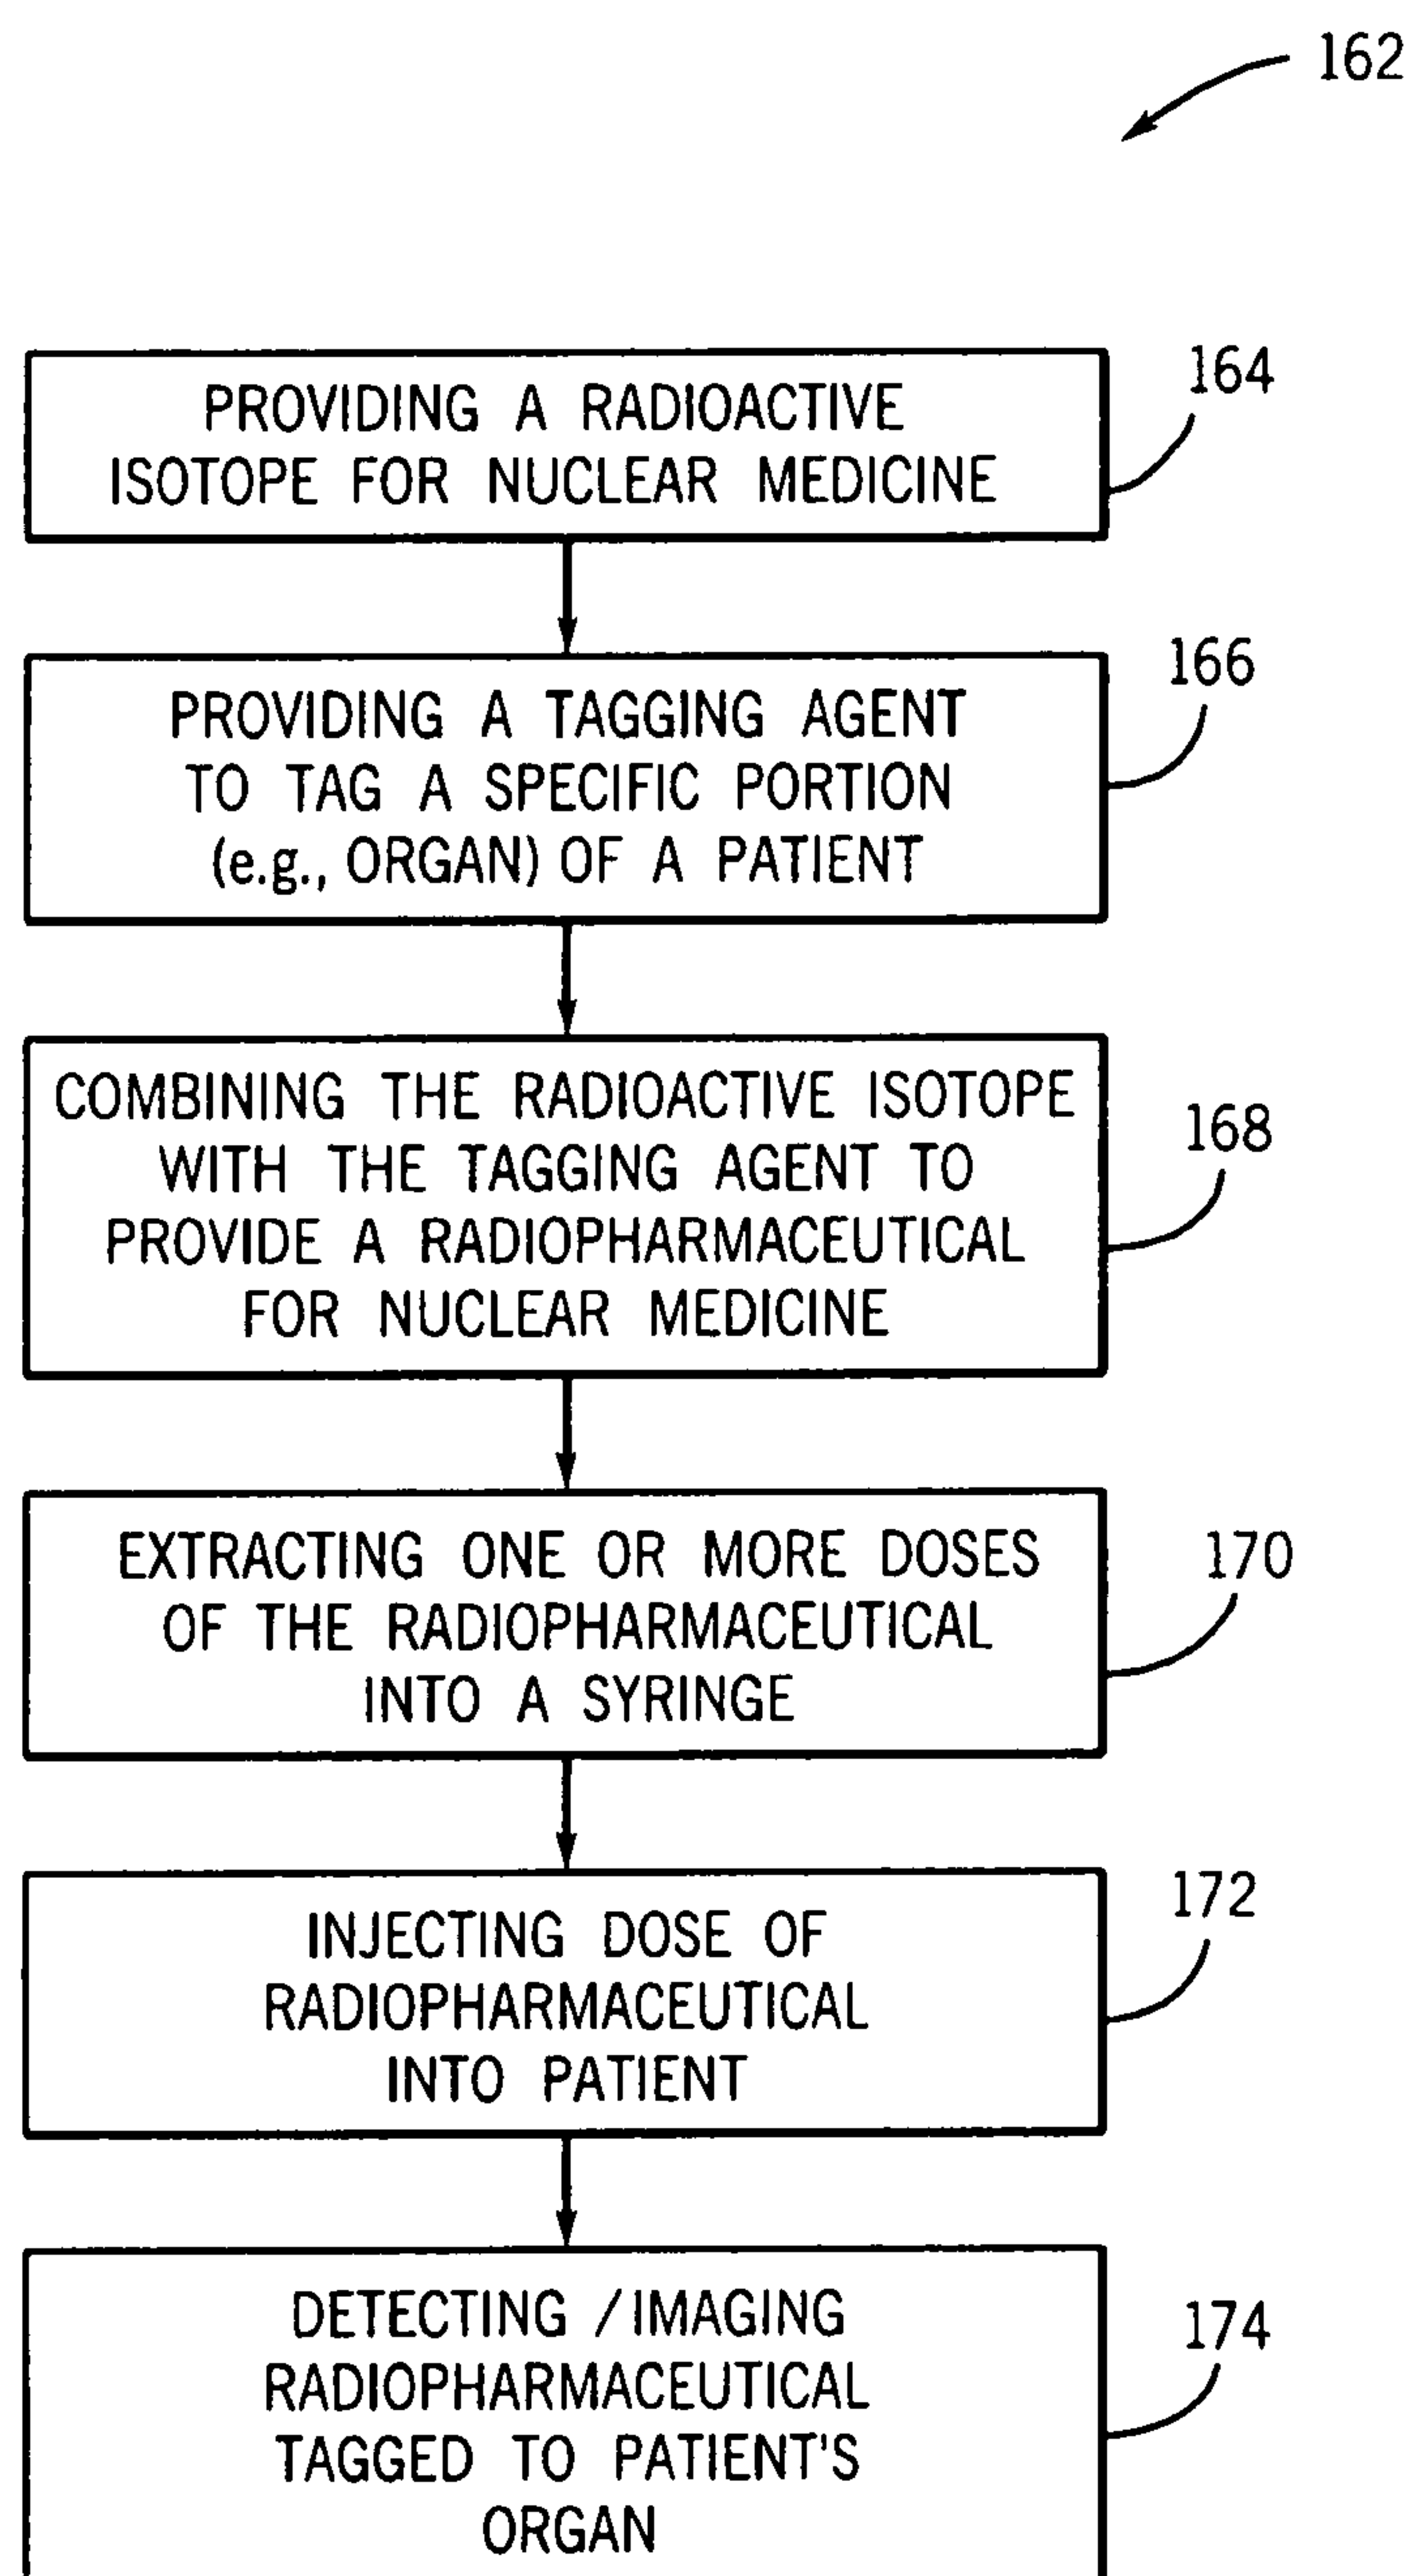 162
164
PROVIDING A RADIOACTIVE
ISOTOPE FOR NUCLEAR MEDICINE
166
PROVIDING A TAGGING AGENT
TO TAG A SPECIFIC PORTION
(e.g., ORGAN) OF A PATIENT
168
COMBINING THE RADIOACTIVE ISOTOPE
WITH THE TAGGING AGENT TO
PROVIDE A RADIOPHARMACEUTICAL
FOR NUCLEAR MEDICINE
170
EXTRACTING ONE OR MORE DOSES
OF THE RADIOPHARMACEUTICAL
INTO A SYRINGE
172
INJECTING DOSE OF
RADIOPHARMACEUTICAL
INTO PATIENT
174
DETECTING /IMAGING
RADIOPHARMACEUTICAL
TAGGED TO PATIENT'S
ORGAN